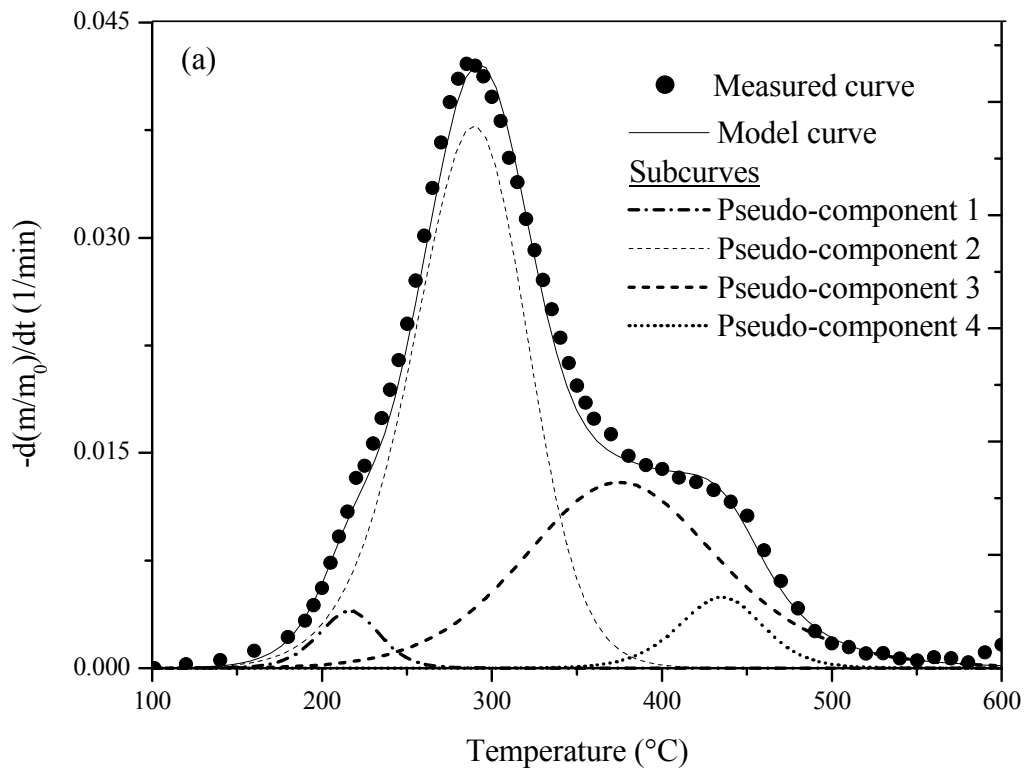 0.045
(a)
Measured curve
Model curve
Subcurves
Pseudo-component 1
Pseudo-component 2
Pseudo-component 3
Pseudo-component 4
0.030
0.015
0.000
-d(m/m0)/dt (1/min)
100 200 300 400 500 600
Temperature (°C)